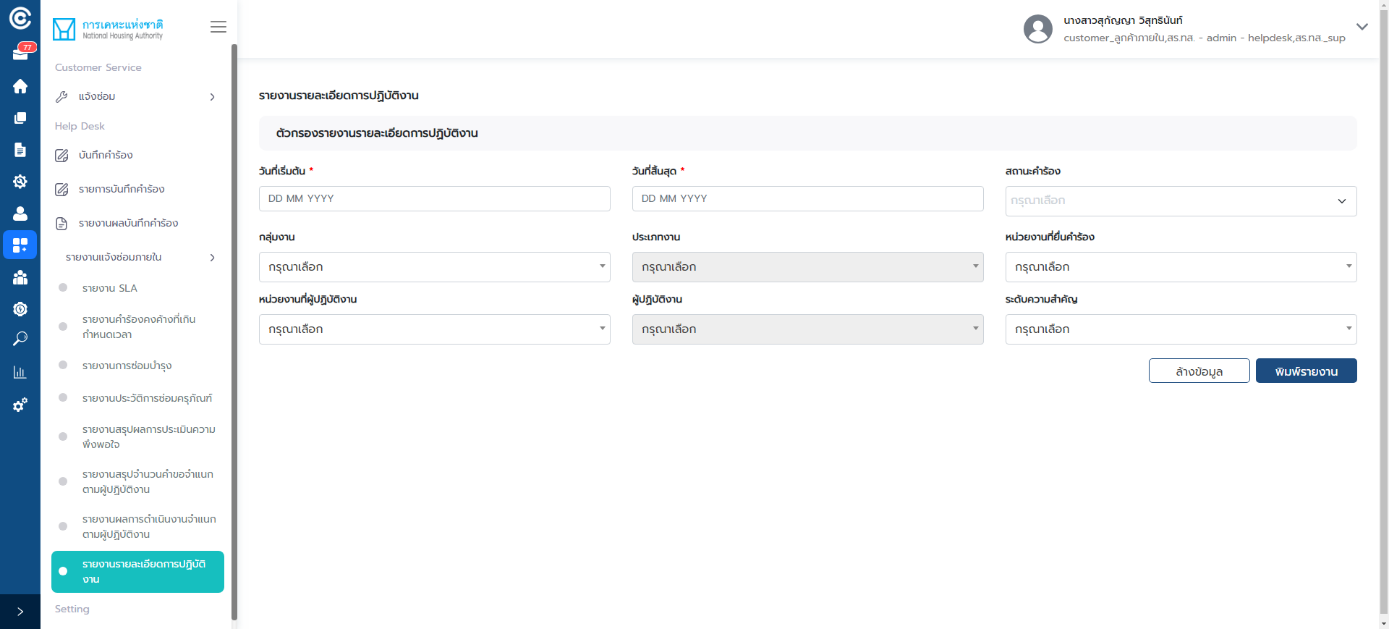 77
การเคหะแห่งชาติ
National Housing Authority
Customer Service
แจ้งซ่อม
Help Desk
บันทึกคำร้อง
รายการบันทึกคำร้อง
รายงานผลบันทึกคำร้อง
รายงานแจ้งซ่อมภายใน
รายงาน SLA
รายงานคำร้องคงค้างที่เกิน
กำหนดเวลา
รายงานการซ่อมบำรุง
รายงานประวัติการซ่อมครุภัณฑ์
รายงานสรุปผลการประเมินความ
พึงพอใจ
รายงานสรุปจำนวนคำขอจำแนก
ตามผู้ปฏิบัติงาน
รายงานผลการดำเนินงานจำแนก
ตามผู้ปฏิบัติงาน
รายงานรายละเอียดการปฏิบัติ
งาน
Setting
นางสาวสุกัญญา วิสุทธินันท์
customer_ลูกค้าภายใน,สร.กส. - admin - helpdesk,สร.กส._sup
รายงานรายละเอียดการปฏิบัติงาน
ตัวกรองรายงานรายละเอียดการปฏิบัติงาน
วันที่เริ่มต้น * วันที่สิ้นสุด * สถานะคำร้อง
DD MM YYYY DD MM YYYY กรุณาเลือก
กลุ่มงาน ประเภทงาน หน่วยงานที่ยื่นคำร้อง
กรุณาเลือก กรุณาเลือก กรุณาเลือก
หน่วยงานที่ผู้ปฏิบัติงาน ผู้ปฏิบัติงาน ระดับความสำคัญ
กรุณาเลือก กรุณาเลือก กรุณาเลือก
ล้างข้อมูล พิมพ์รายงาน